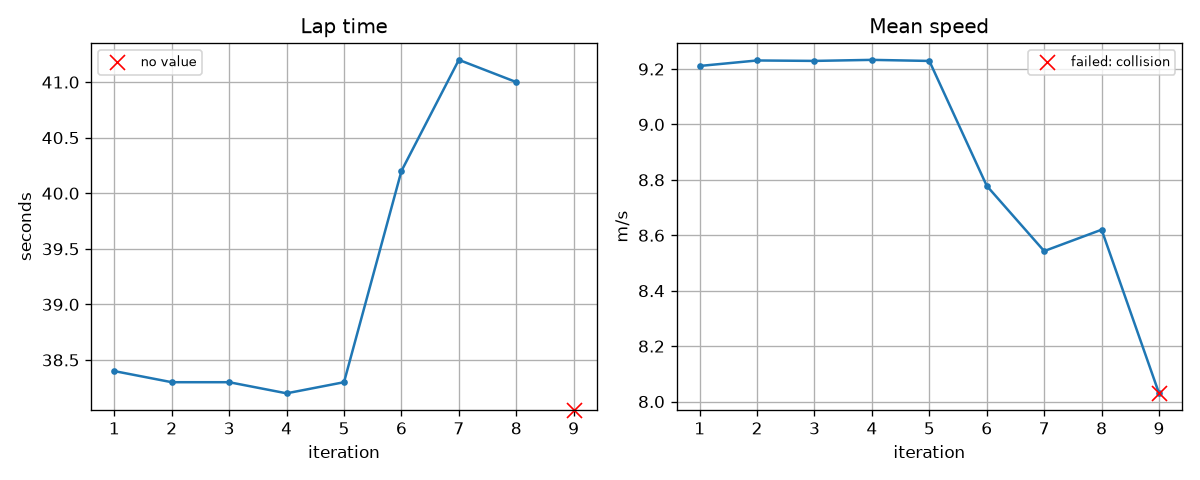 Lap time
no value
41.0
40.5
40.0
39.5
39.0
38.5
seconds
1 2 3 4 5 6 7 8 9
iteration
Mean speed
failed: collision
9.2
9.0
8.8
8.6
8.4
8.2
8.0
m/s
1 2 3 4 5 6 7 8 9
iteration